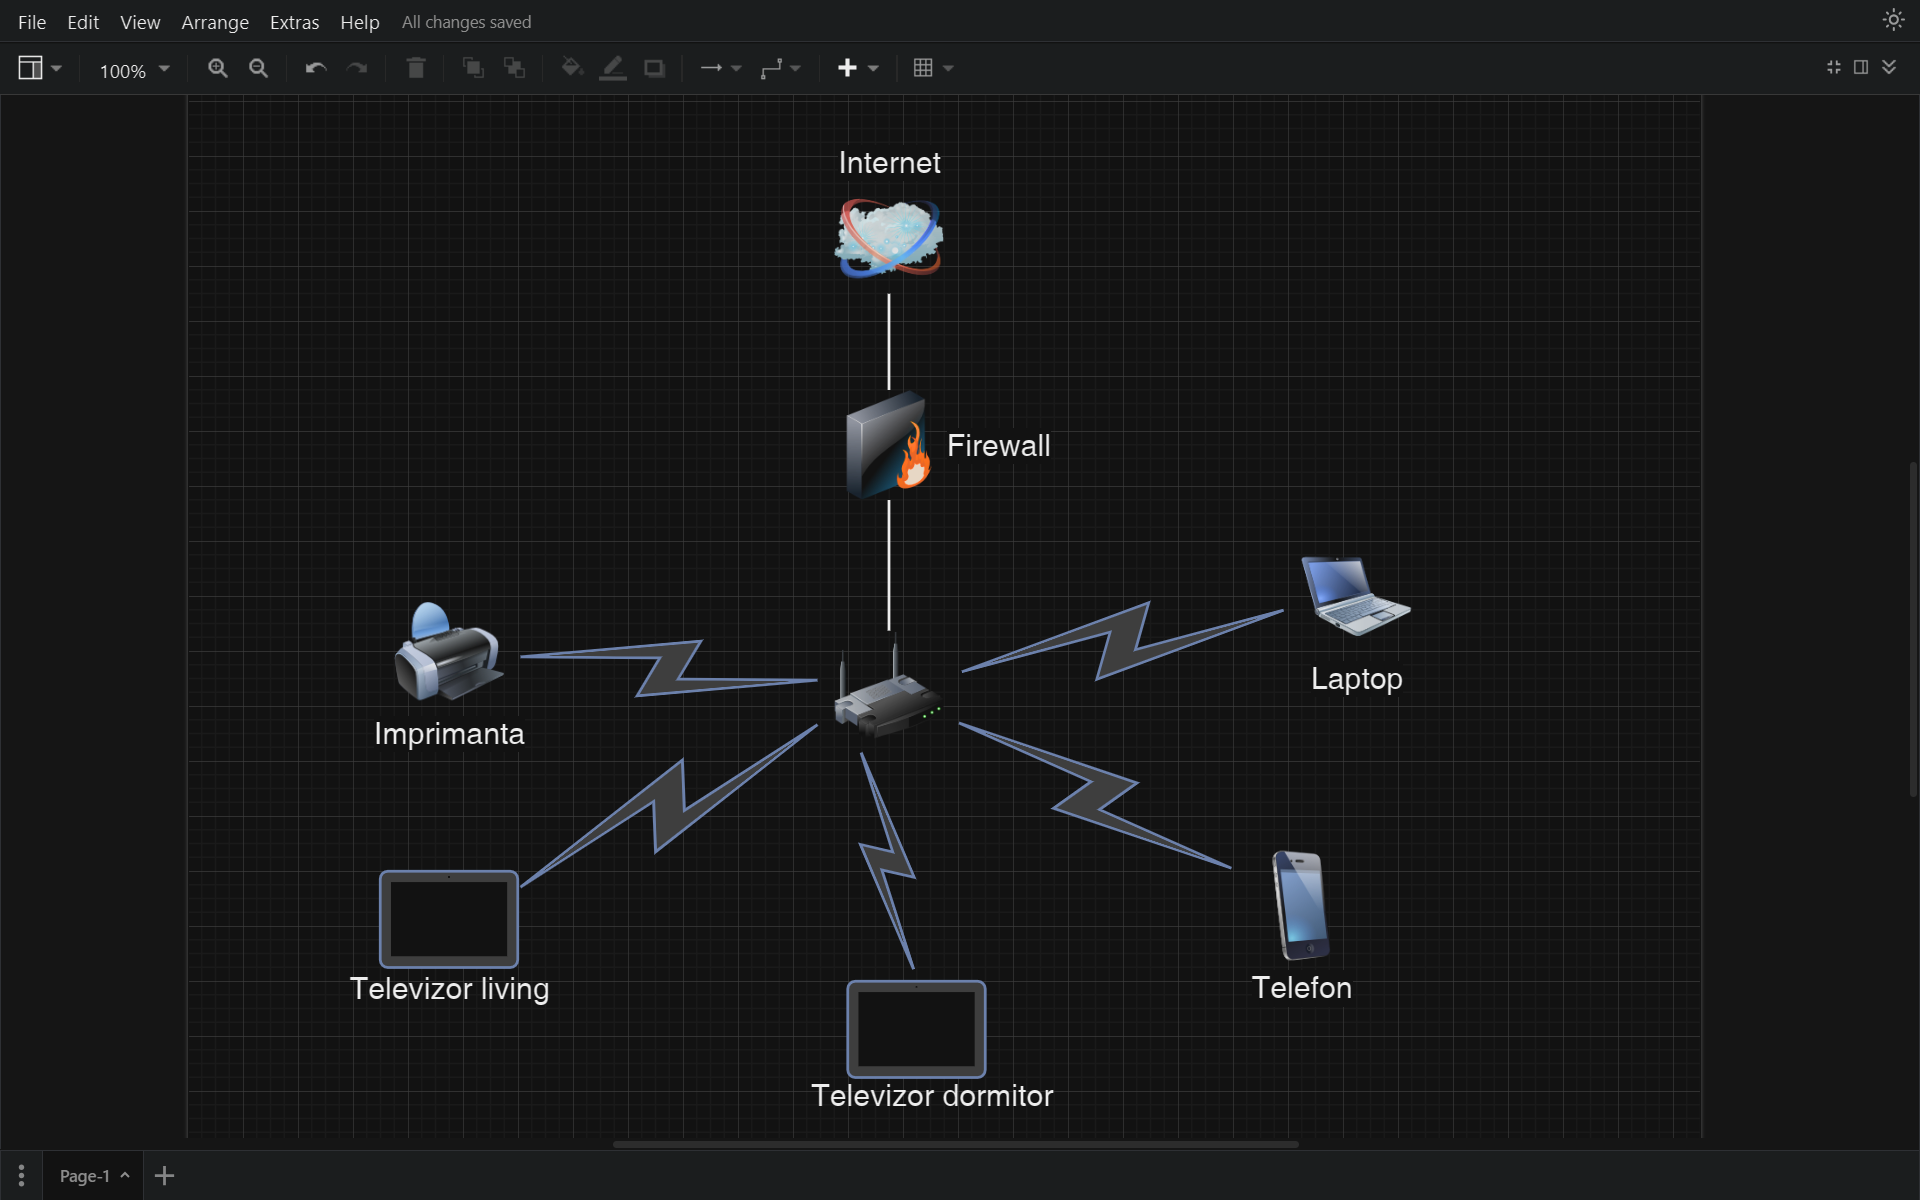 File Edit View Arrange Extras Help All changes saved
100%
Internet
Firewall
Laptop
Imprimanta
Televizor living
Telefon
Televizor dormitor
Page-1